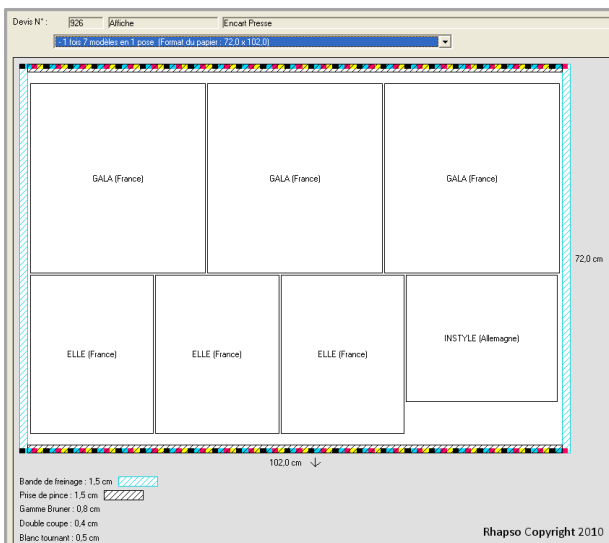 Devis N° : 926 Affiche Encart Presse
- 1 fois 7 modèles en 1 pose (Format du papier : 72,0 x 102,0)
GALA (France) GALA (France) GALA (France)
72,0 cm
ELLE (France) ELLE (France) ELLE (France) INSTYLE (Allemagne)
102,0 cm
Bande de freinage : 1,5 cm
Prise de pince : 1,5 cm
Gamme Bruner : 0,8 cm
Double coupe : 0,4 cm
Blanc tournant : 0,5 cm
Rhapso Copyright 2010